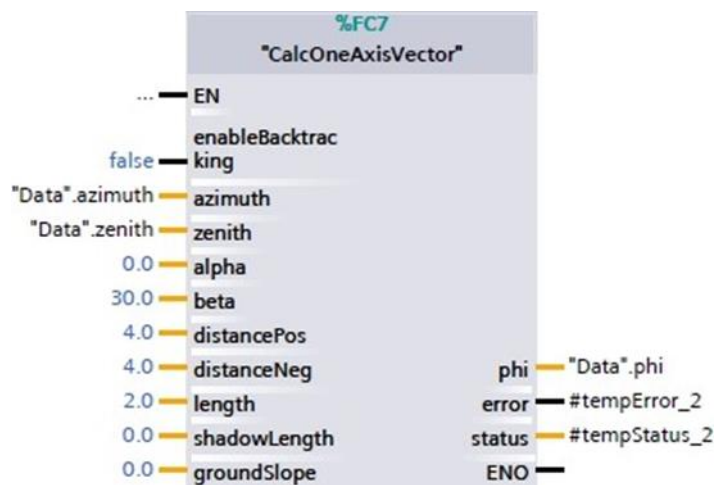 %FC7
"CalcOneAxisVector"
... EN
enableBacktrac
false king
"Data".azimuth azimuth
"Data".zenith zenith
0.0 alpha
30.0 beta
4.0 distancePos
4.0 distanceNeg phi "Data".phi
2.0 length error #tempError_2
0.0 shadowLength status #tempStatus_2
0.0 groundSlope ENO